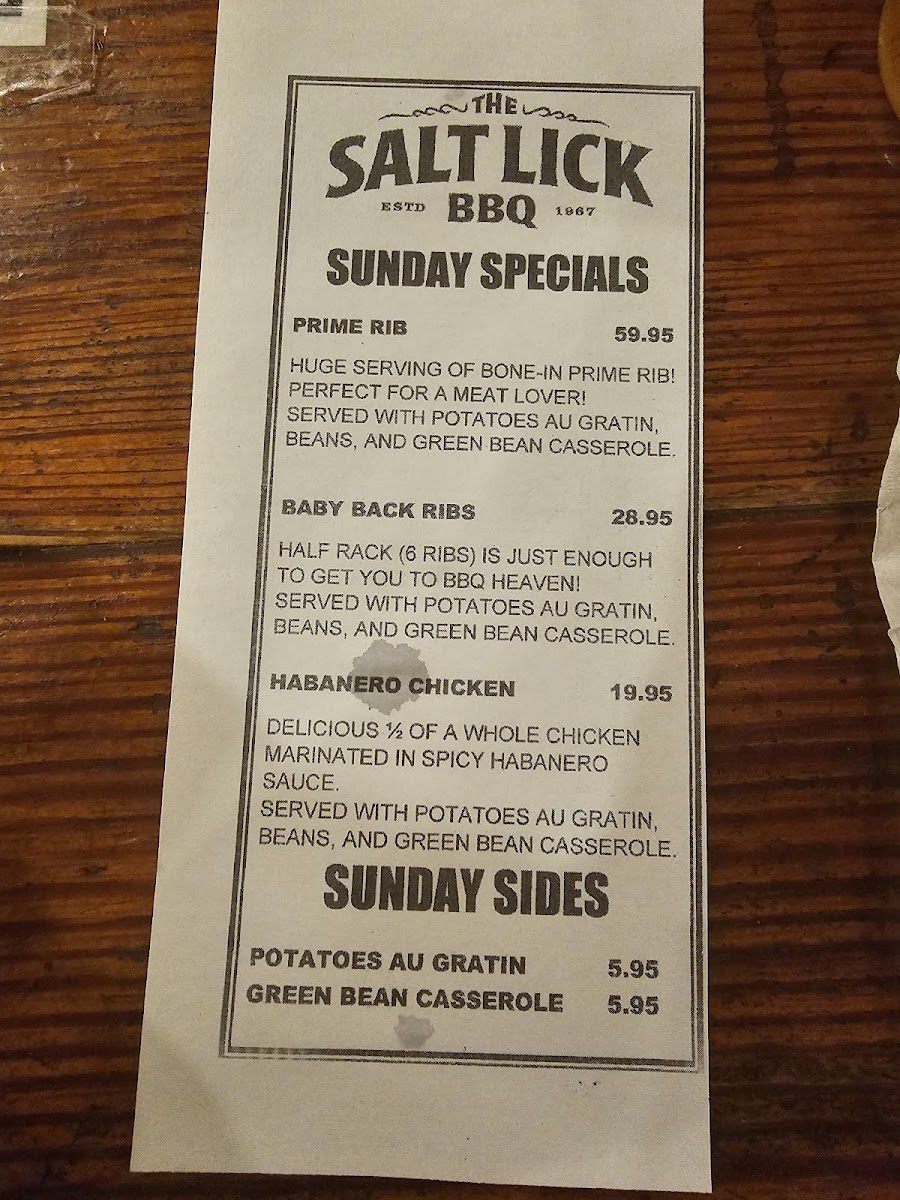 THE
SALT LICK
ESTD BBQ 1967
SUNDAY SPECIALS
PRIME RIB 59.95
HUGE SERVING OF BONE-IN PRIME RIB!
PERFECT FOR A MEAT LOVER!
SERVED WITH POTATOES AU GRATIN,
BEANS, AND GREEN BEAN CASSEROLE.
BABY BACK RIBS 28.95
HALF RACK (6 RIBS) IS JUST ENOUGH
TO GET YOU TO BBQ HEAVEN!
SERVED WITH POTATOES AU GRATIN,
BEANS, AND GREEN BEAN CASSEROLE.
HABANERO CHICKEN 19.95
DELICIOUS ½ OF A WHOLE CHICKEN
MARINATED IN SPICY HABANERO
SAUCE.
SERVED WITH POTATOES AU GRATIN,
BEANS, AND GREEN BEAN CASSEROLE.
SUNDAY SIDES
POTATOES AU GRATIN 5.95
GREEN BEAN CASSEROLE 5.95